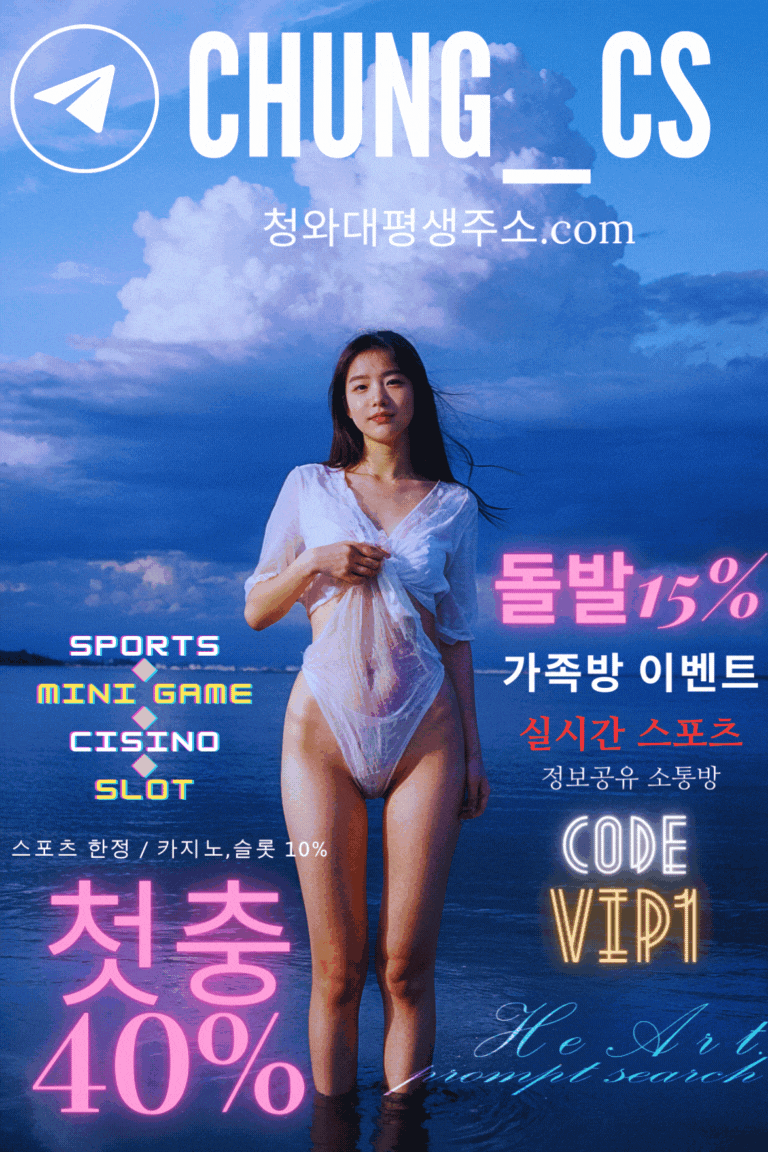 CHUNG_CS
청와대평생주소.com
돌발15%
가족방 이벤트
실시간 스포츠
정보공유 소통방
CODE
VIP1
SPORTS
MINI GAME
CISINO
SLOT
스포츠 한정 / 카지노,슬롯 10%
첫충
40%
He Art
prompt search